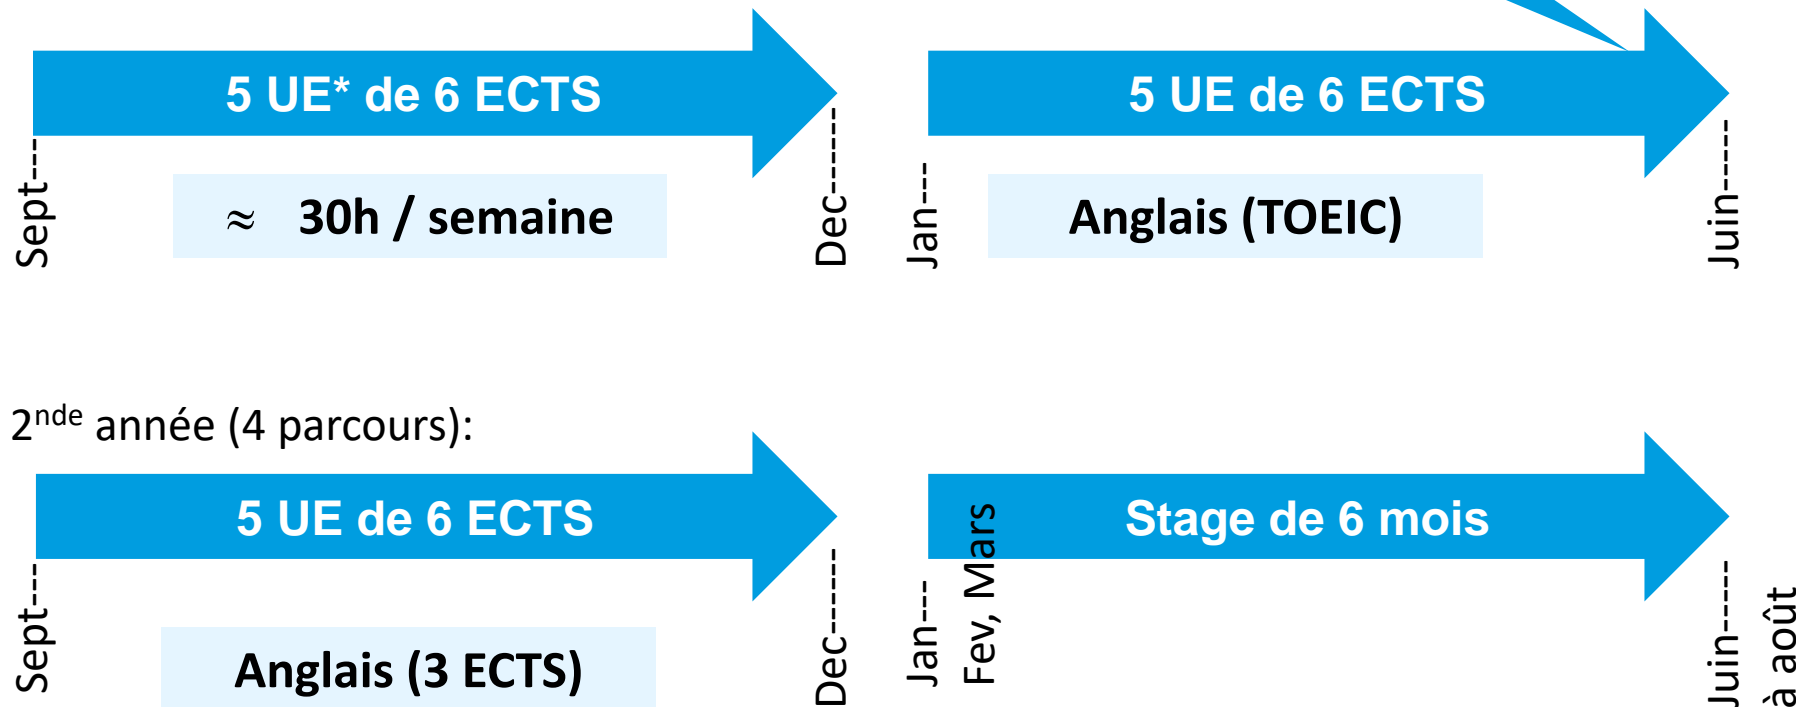 5 UE* de 6 ECTS
5 UE de 6 ECTS
Sept----
≈ 30h / semaine
Dec-------
Jan---
Anglais (TOEIC)
Juin------
2nde année (4 parcours):
5 UE de 6 ECTS
Stage de 6 mois
Sept----
Anglais (3 ECTS)
Dec-------
Jan---
Fev, Mars
Juin------
à août